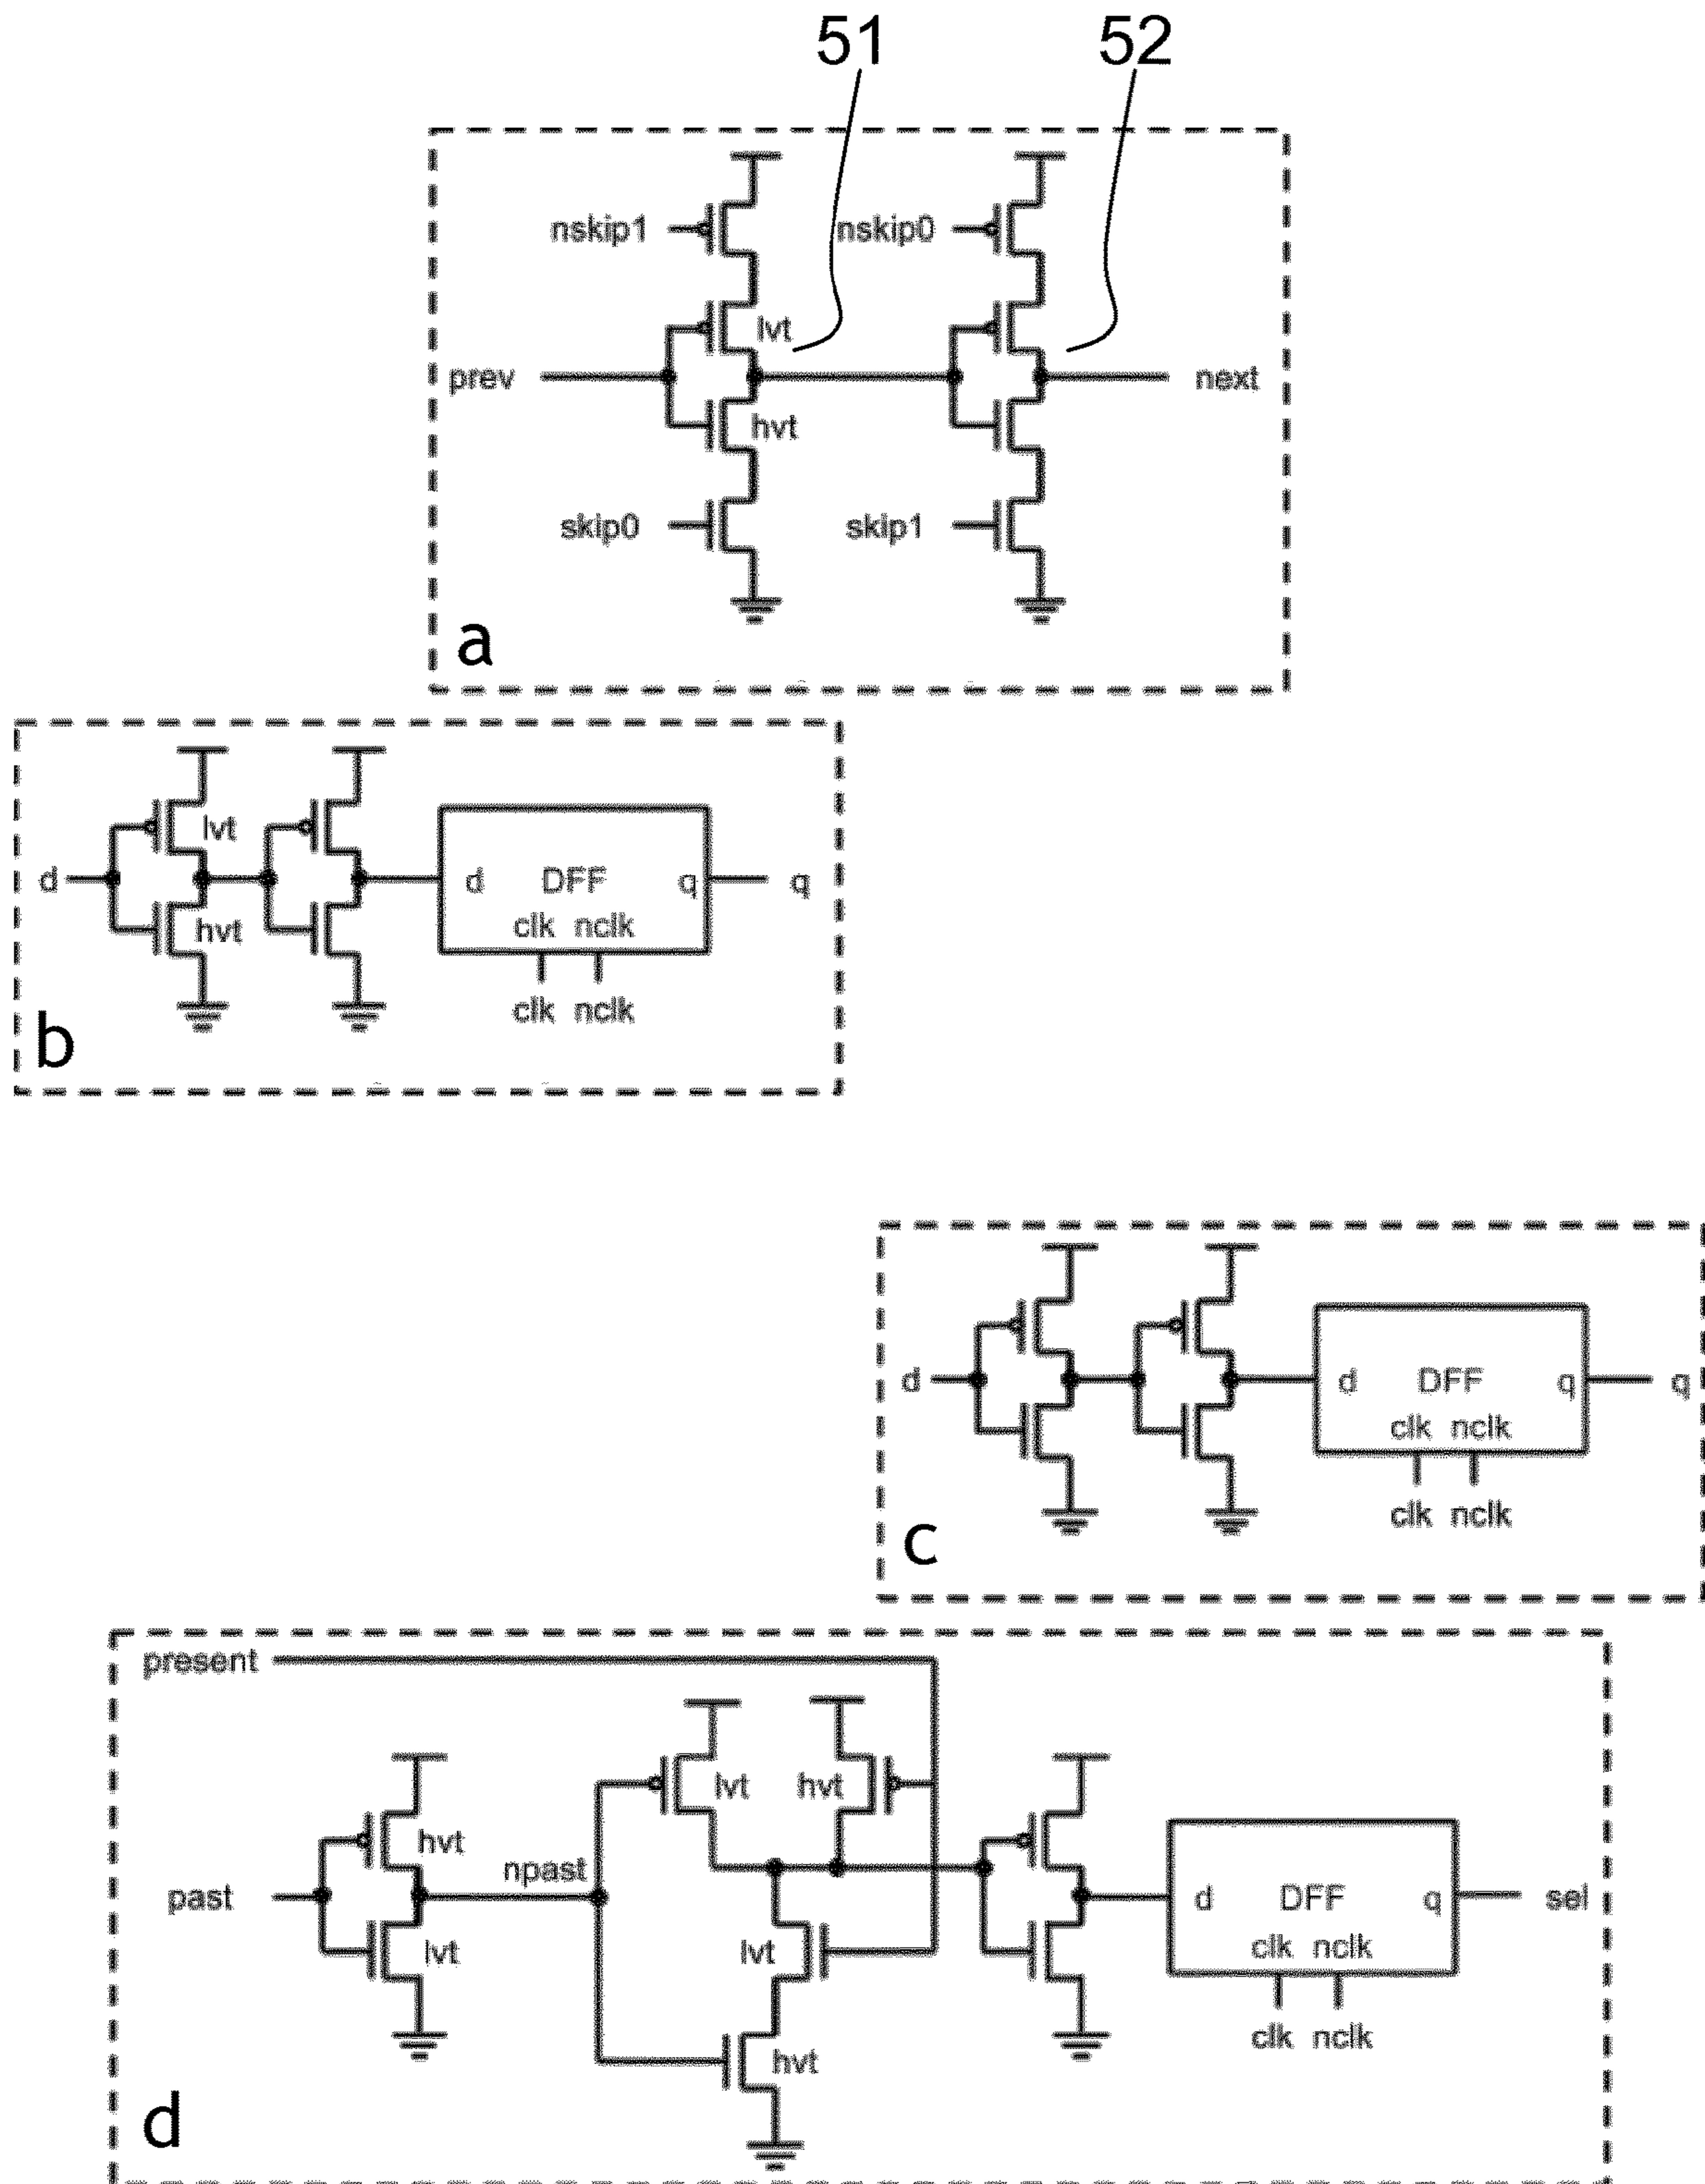 51 52
nskip1 nskip0
lvt
prev next
hvt
skip0 skip1
a
lvt
d d DFF q q
hvt clk nclk
clk nclk
b
d d DFF q q
clk nclk
clk nclk
c
present
lvt hvt
hvt
npast
past d DFF q sel
lvt lvt clk nclk
clk nclk
hvt
d